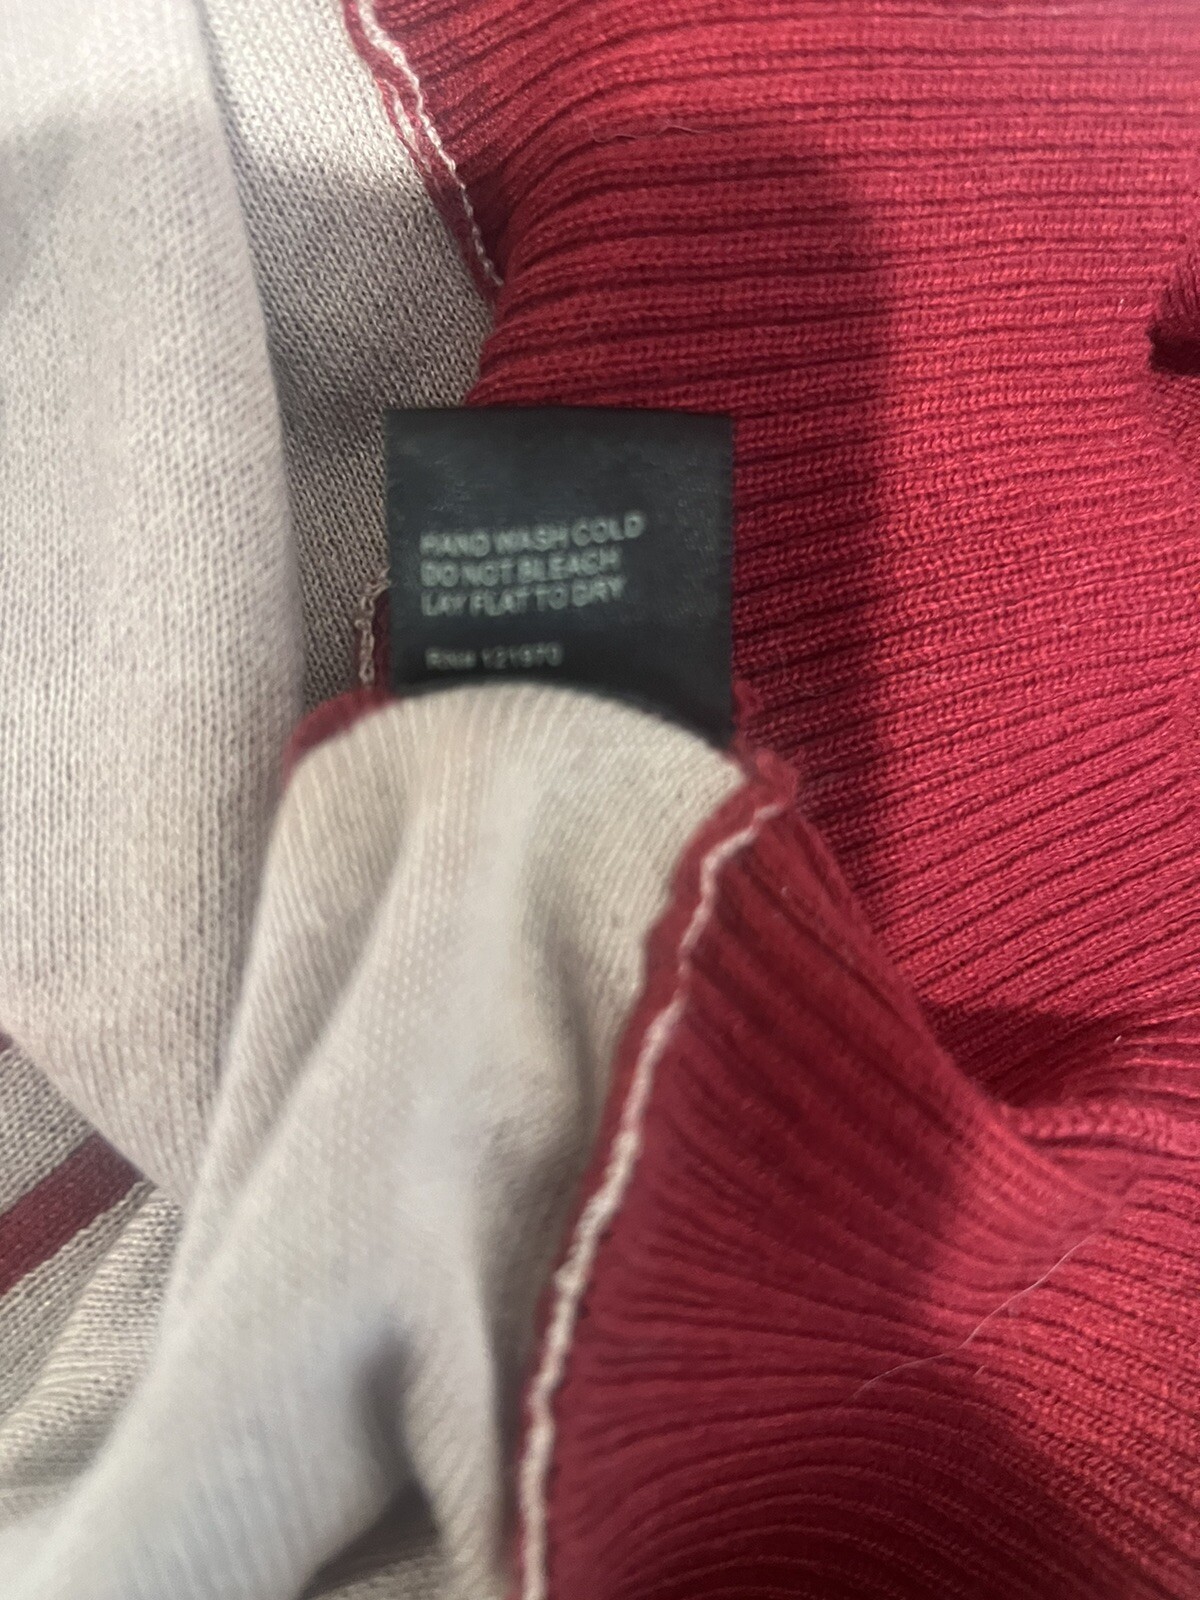 HAND WASH COLD
DO NOT BLEACH
LAY FLAT TO DRY
121970